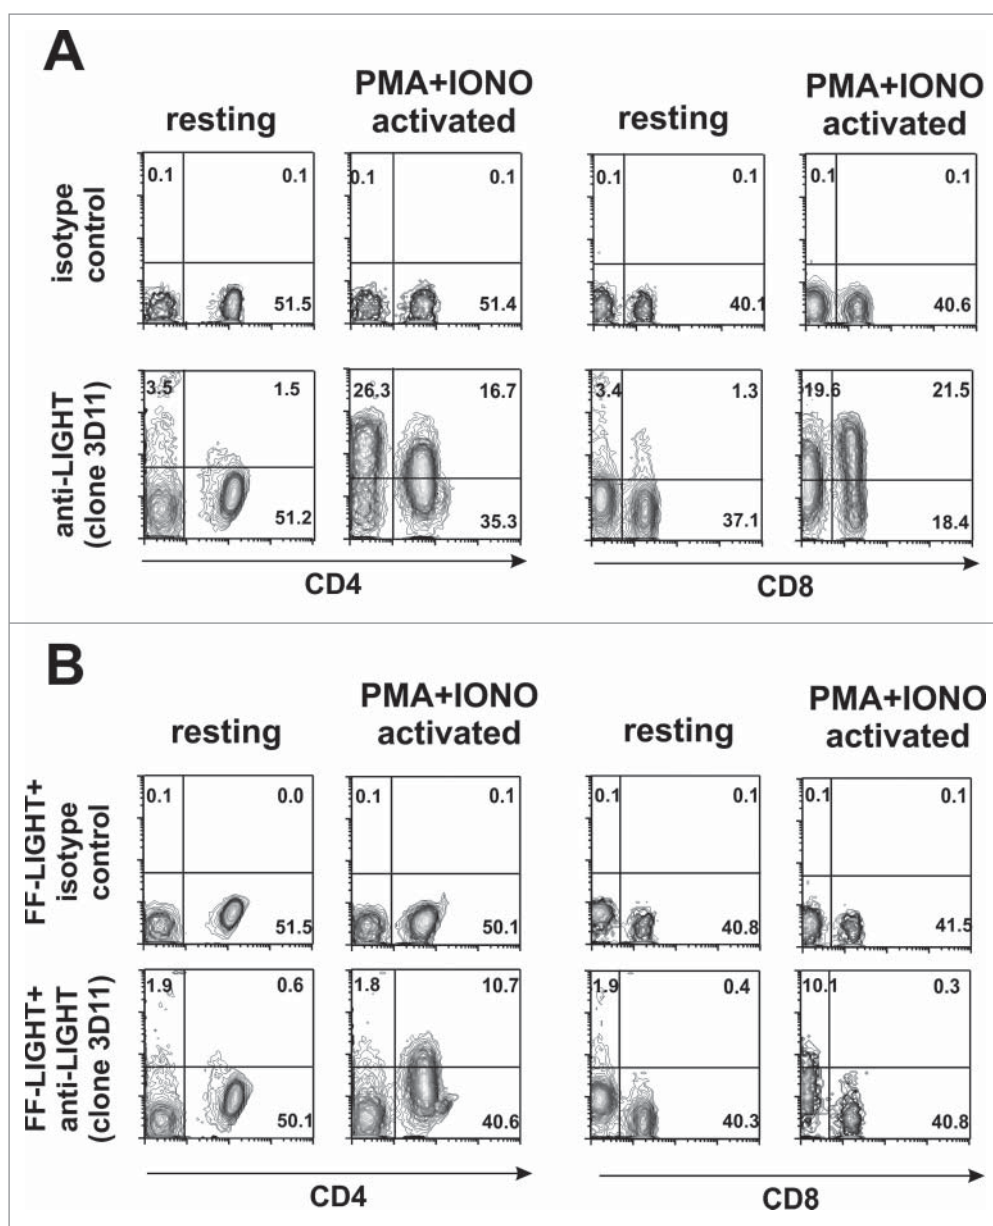 A
resting
PMA+IONO
activated
resting
PMA+IONO
activated
isotype
control
0.1 0.1
51.5
0.1 0.1
51.4
0.1 0.1
40.1
0.1 0.1
40.6
anti-LIGHT
(clone 3D11)
3.5 1.5
51.2
26.3 16.7
35.3
3.4 1.3
37.1
19.6 21.5
18.4
CD4
CD8
B
resting
PMA+IONO
activated
resting
PMA+IONO
activated
FF-LIGHT+
isotype
control
0.1 0.0
51.5
0.1 0.1
50.1
0.1 0.1
40.8
0.1 0.1
41.5
FF-LIGHT+
anti-LIGHT
(clone 3D11)
1.9 0.6
50.1
1.8 10.7
40.6
1.9 0.4
40.3
10.1 0.3
40.8
CD4
CD8